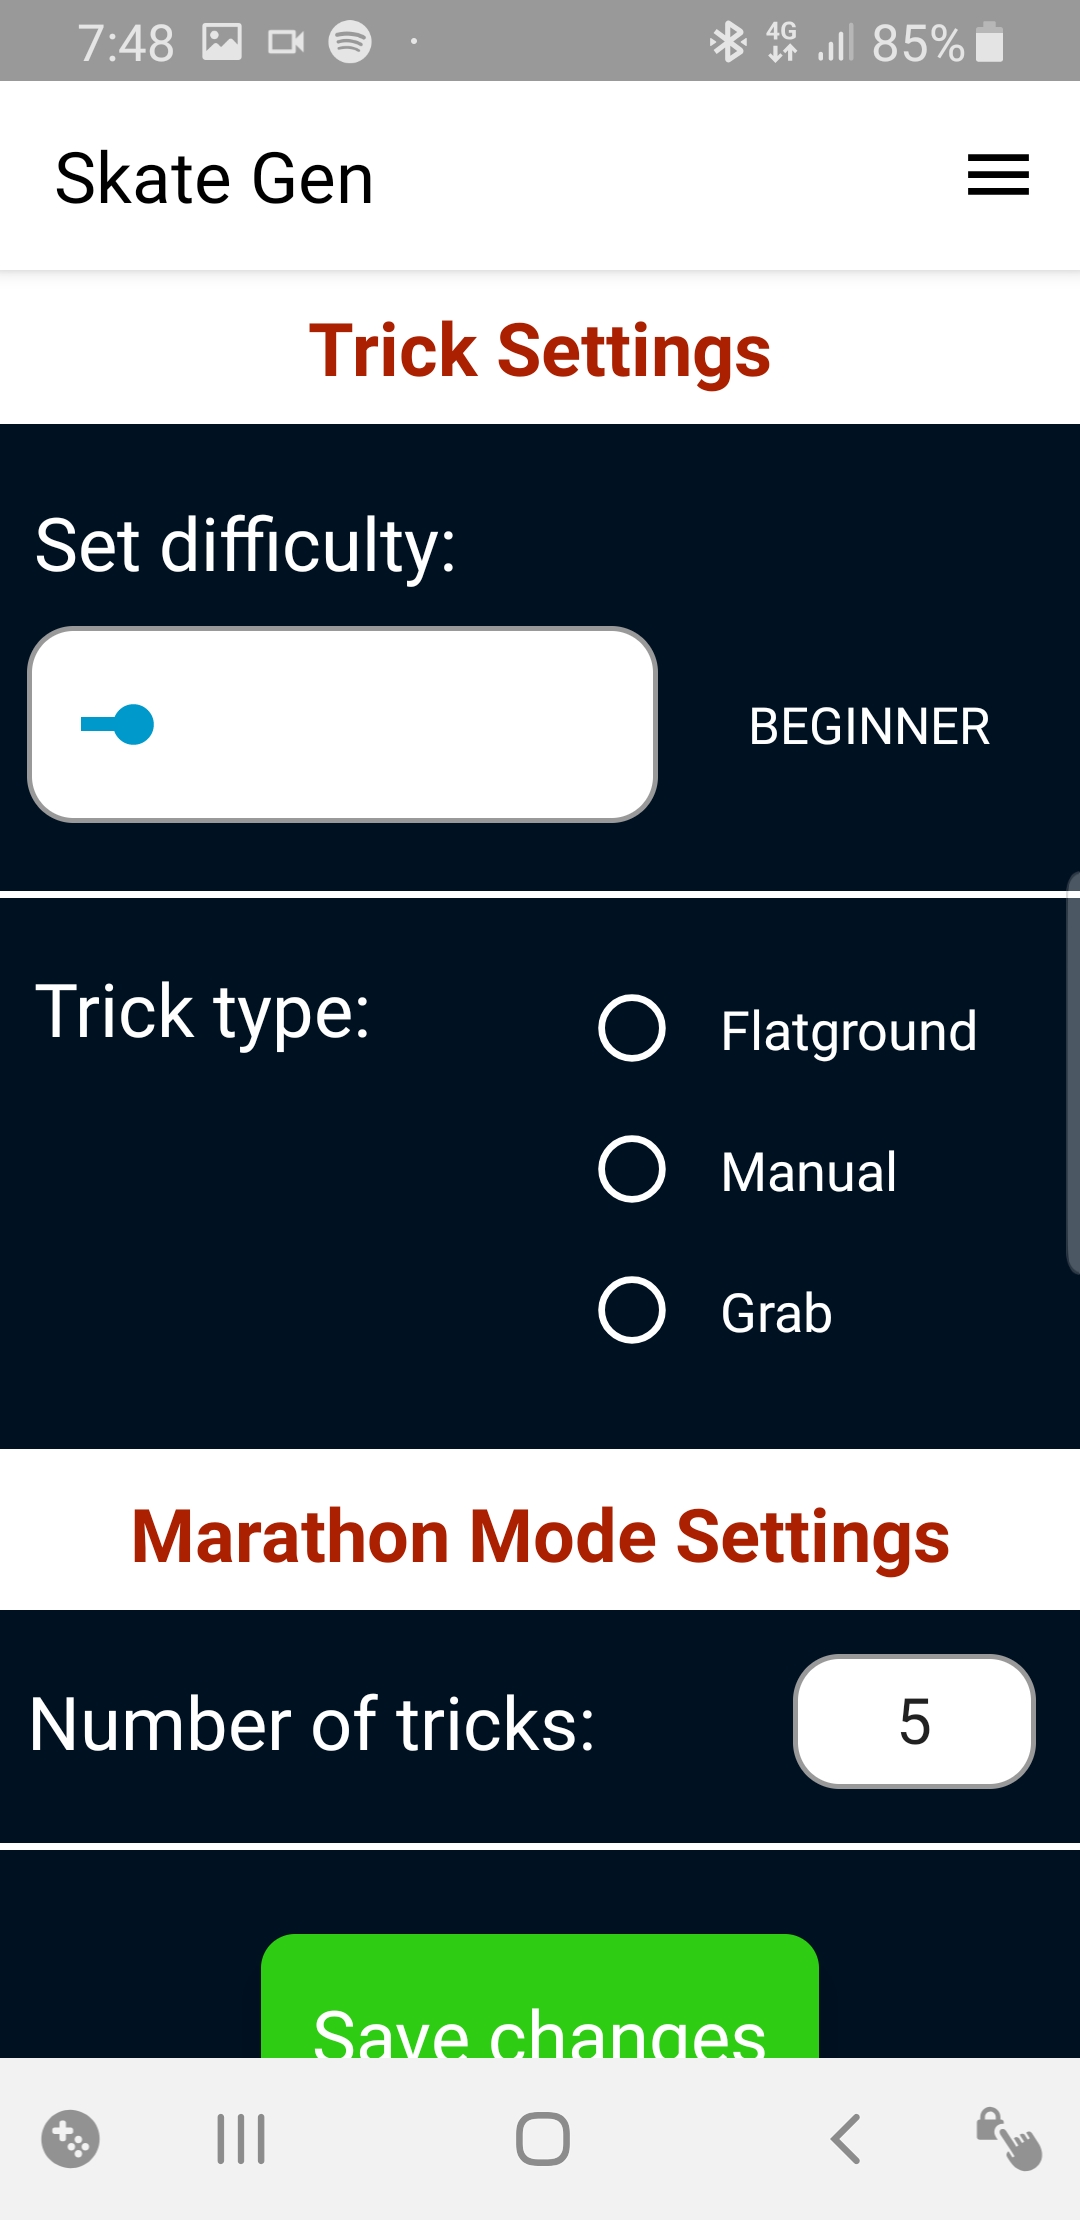 7:48
4G
85%
Skate Gen
Trick Settings
Set difficulty:
BEGINNER
Trick type:
Flatground
Manual
Grab
Marathon Mode Settings
Number of tricks:
5
Save changes